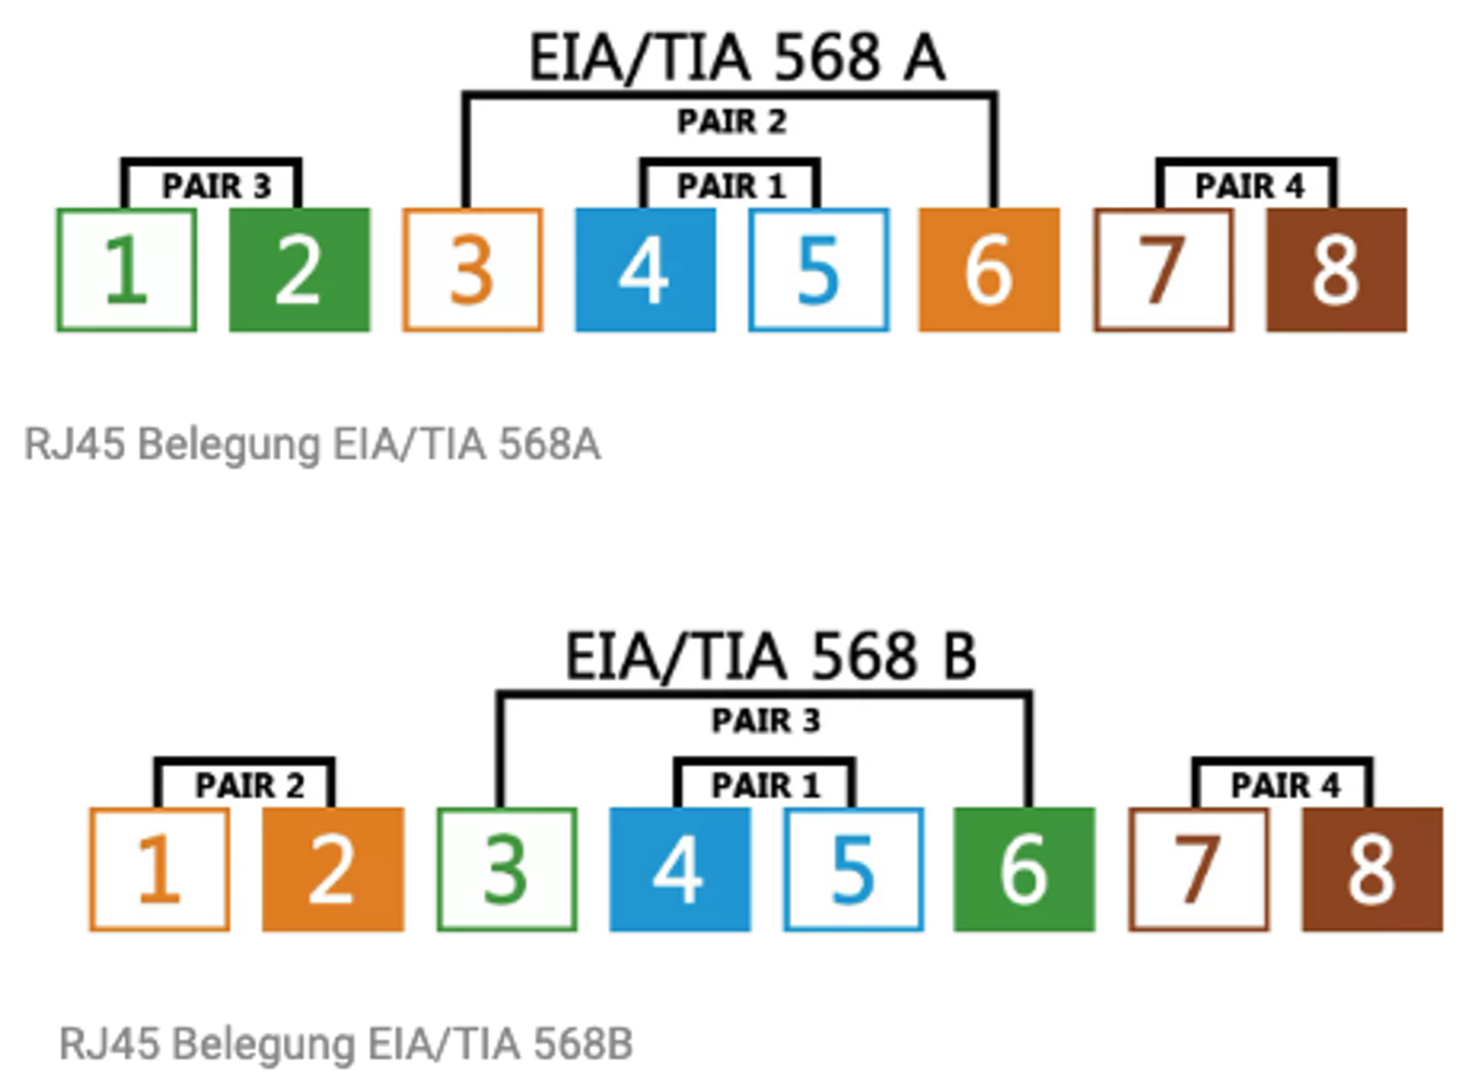 EIA/TIA 568 A
PAIR 2
PAIR 3 PAIR 1 PAIR 4
1 2 3 4 5 6 7 8
RJ45 Belegung EIA/TIA 568A
EIA/TIA 568 B
PAIR 3
PAIR 2 PAIR 1 PAIR 4
1 2 3 4 5 6 7 8
RJ45 Belegung EIA/TIA 568B